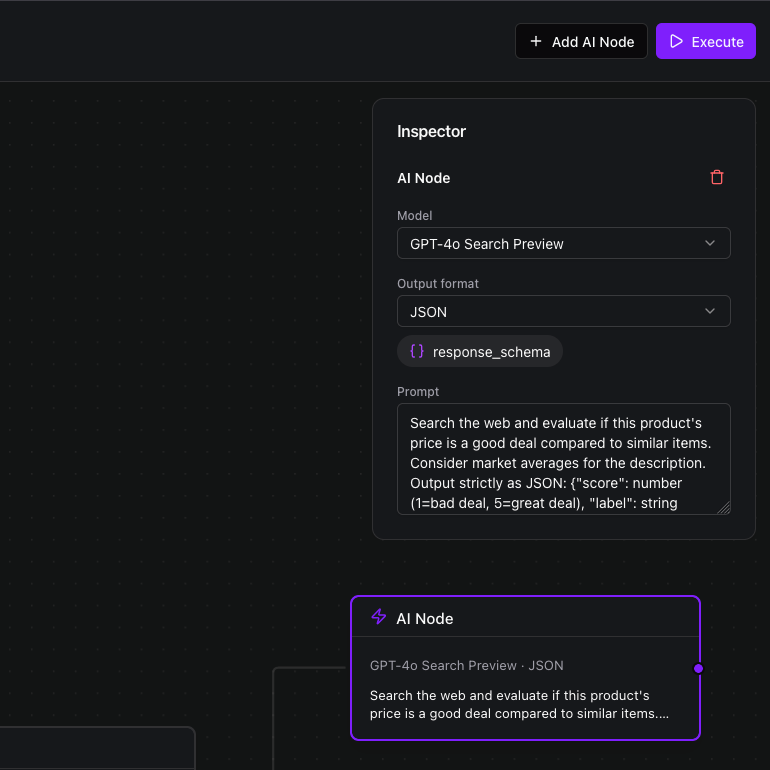 Add AI Node
Execute
Inspector
AI Node
Model
GPT-4o Search Preview
Output format
JSON
response_schema
Prompt
Search the web and evaluate if this product's
price is a good deal compared to similar items.
Consider market averages for the description.
Output strictly as JSON: {"score": number
(1=bad deal, 5=great deal), "label": string
AI Node
GPT-4o Search Preview · JSON
Search the web and evaluate if this product's
price is a good deal compared to similar items....